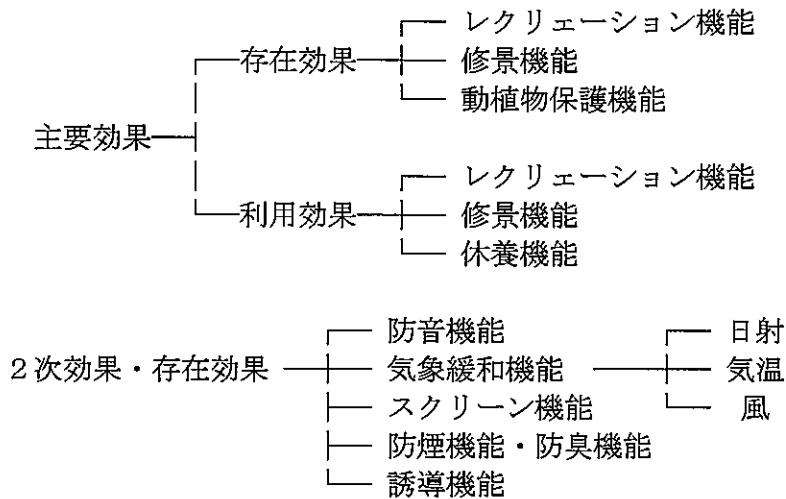 レクリェーション機能
存在効果
修景機能
動植物保護機能
主要効果
レクリェーション機能
利用効果
修景機能
休養機能
防音機能
日射
2次効果・存在効果
気象緩和機能
気温
スクリーン機能
風
防煙機能・防臭機能
誘導機能